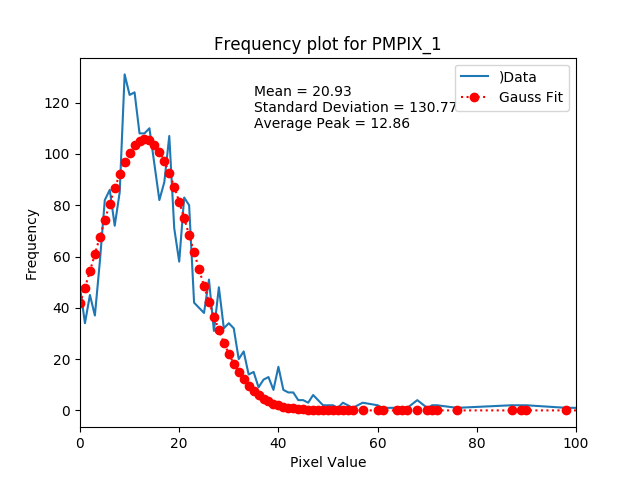 Frequency plot for PMPIX_1
Mean = 20.93
Standard Deviation = 130.77
Average Peak = 12.86
)Data
Gauss Fit
Frequency
120
100
80
60
40
20
0
0 20 40 60 80 100
Pixel Value